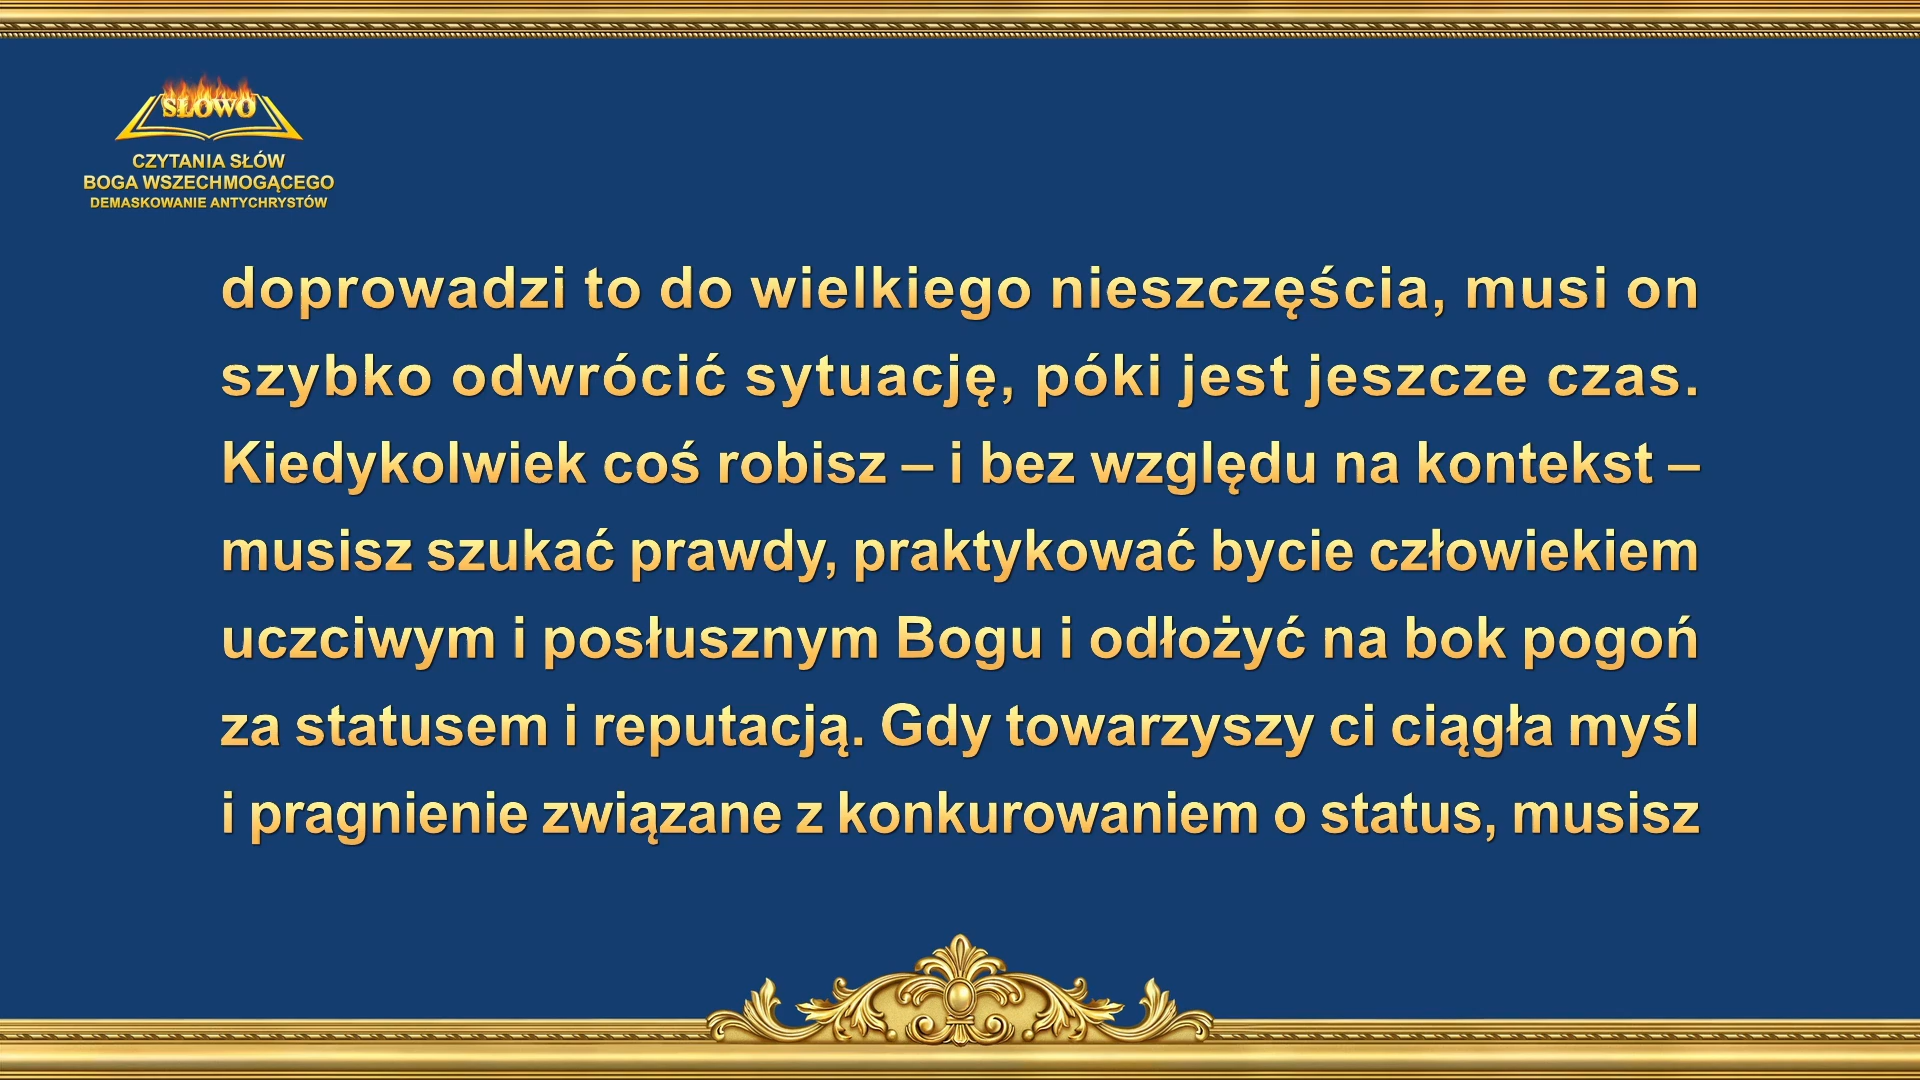 SŁOWO
CZYTANIA SŁÓW
BOGA WSZECHMOGĄCEGO
DEMASKOWANIE ANTYCHRYSTÓW
doprowadzi to do wielkiego nieszczęścia, musi on
szybko odwrócić sytuację, póki jest jeszcze czas.
Kiedykolwiek coś robisz – i bez względu na kontekst –
musisz szukać prawdy, praktykować bycie człowiekiem
uczciwym i posłusznym Bogu i odłożyć na bok pogoń
za statusem i reputacją. Gdy towarzyszy ci ciągła myśl
i pragnienie związane z konkurowaniem o status, musisz